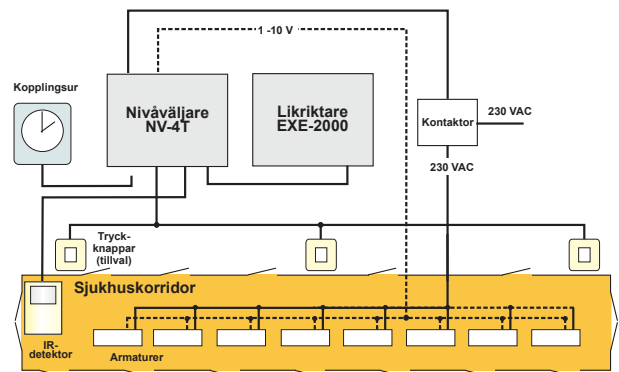 1 -10 V
Kopplingsur
Nivåväljare
NV-4T
Likriktare
EXE-2000
Kontaktor
230 VAC
230 VAC
Tryck-
knappar
(tillval)
Sjukhuskorridor
IR-
detektor
Armaturer